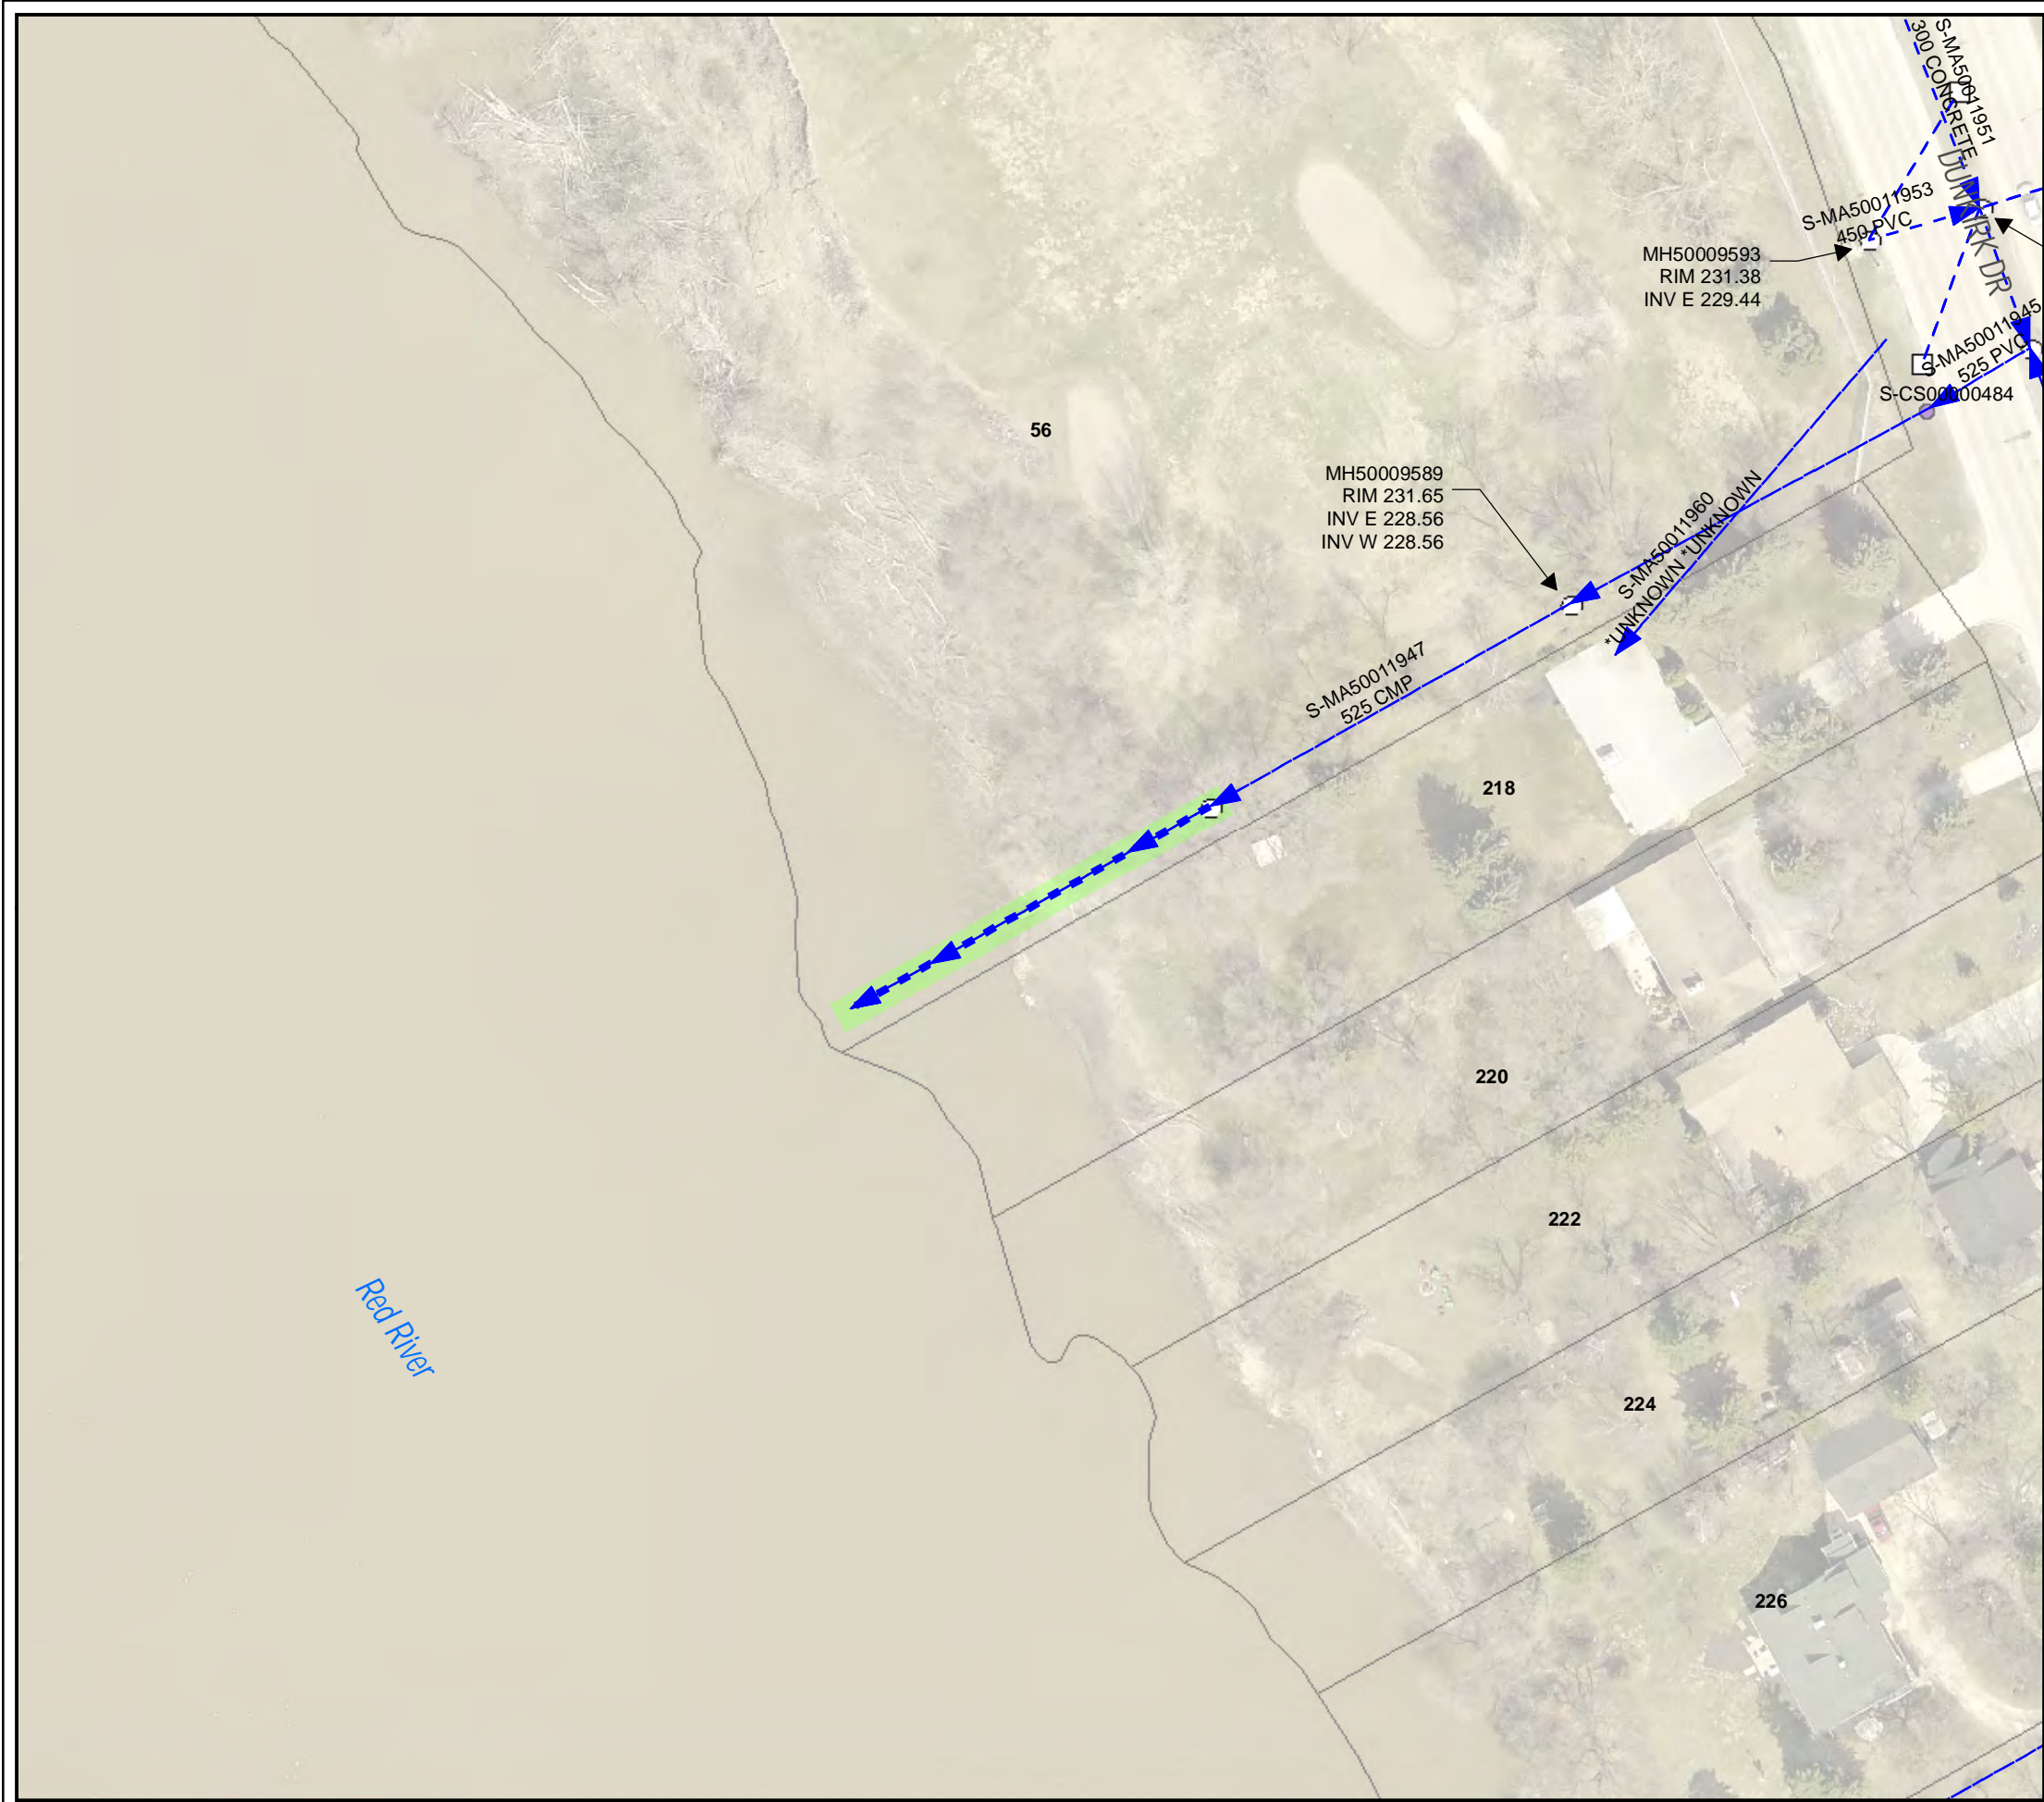 S-MA50011951
300 CONCRETE
DUNKIRK DR
S-MA50011953
450 PVC
MH50009593
RIM 231.38
INV E 229.44
S-MA50011945
525 PVC
S-CS00000484
56
MH50009589
RIM 231.65
INV E 228.56
INV W 228.56
S-MA50011960
*UNKNOWN *UNKNOWN
S-MA50011947
525 CMP
218
220
222
Red River
224
226